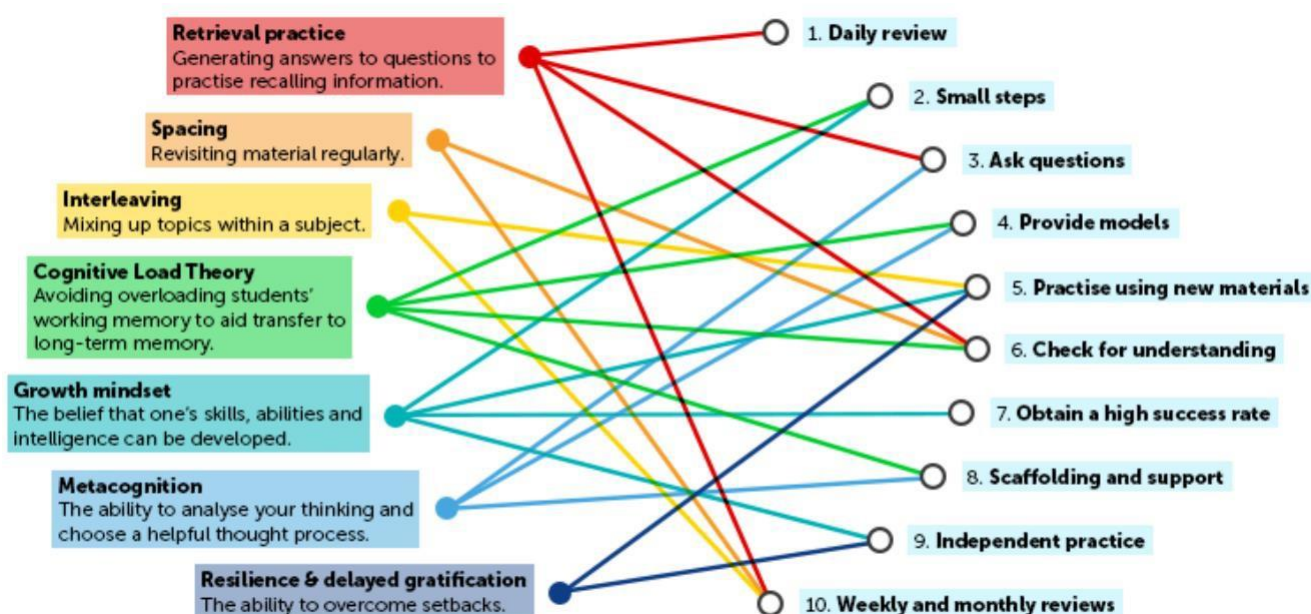 Retrieval practice
Generating answers to questions to
practise recalling information.
Spacing
Revisiting material regularly.
Interleaving
Mixing up topics within a subject.
Cognitive Load Theory
Avoiding overloading students’
working memory to aid transfer to
long-term memory.
Growth mindset
The belief that one’s skills, abilities and
intelligence can be developed.
Metacognition
The ability to analyse your thinking and
choose a helpful thought process.
Resilience & delayed gratification
The ability to overcome setbacks.
1. Daily review
2. Small steps
3. Ask questions
4. Provide models
5. Practise using new materials
6. Check for understanding
7. Obtain a high success rate
8. Scaffolding and support
9. Independent practice
10. Weekly and monthly reviews